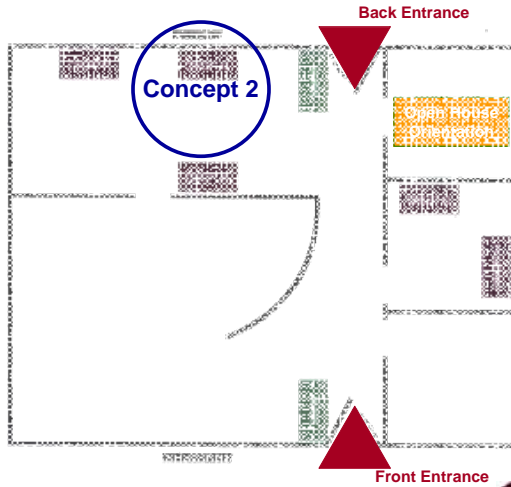 Back Entrance
Concept 2
Open House
Orientation
Front Entrance